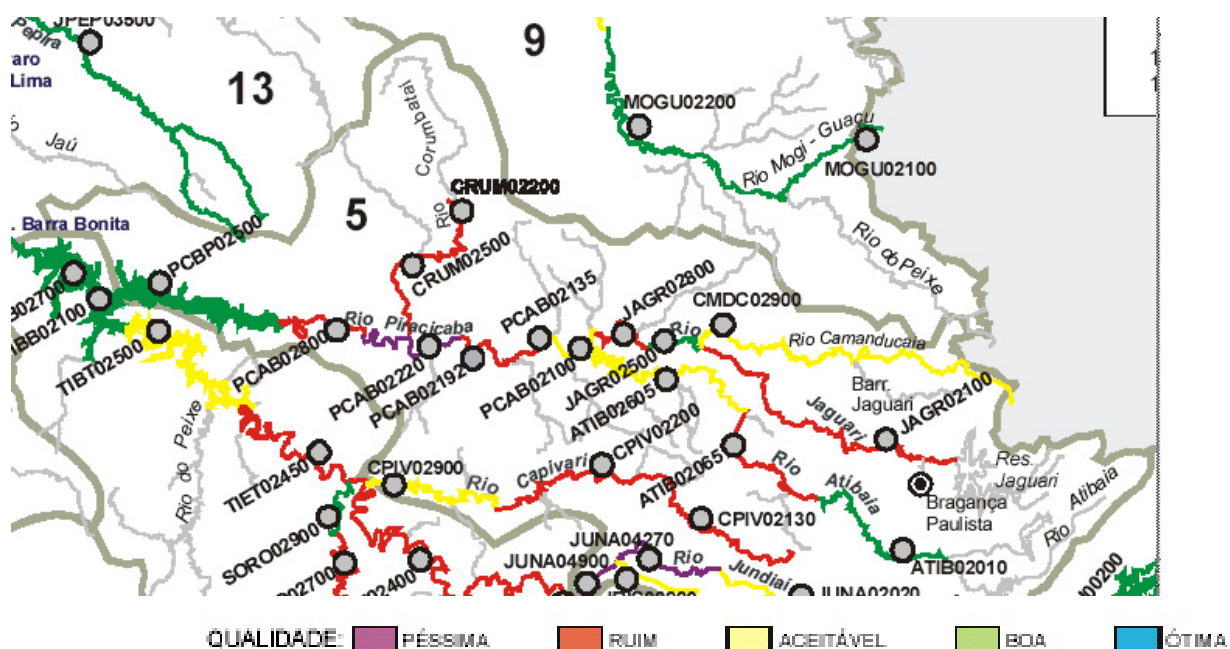 JPEP03500
Pepira
Lima
13
9
MOGU02200
Rio Mogi - Guaçu
MOGU02100
Jaú
Corumbataí
Rio
CRUM02200
5
. Barra Bonita
PCBP02500
CRUM02500
PCAB02135
JAGR02800
CMDC02900
Rio do Peixe
Rio Piracicaba
Rio
Rio Camanducaia
TIBT02500
PCAB02800
PCAB02220
PCAB02192
PCAB02100
JAGR02500
ATIB02605
Barr.
Jaguari
Jaguari
JAGR02100
Rio do Peixe
TIET02450
CPIV02900
Rio Capivari
CPIV02200
ATIB02065
Rio Atibaia
Res.
Jaguari
Bragança
Paulista
Rio Atibaia
SORO02900
CPIV02130
JUNA04270
JUNA04900
Rio Jundiaí
ATIB02010
JUNA02020
QUALIDADE: PÉSSIMA RUIM ACEITÁVEL BOA ÓTIMA